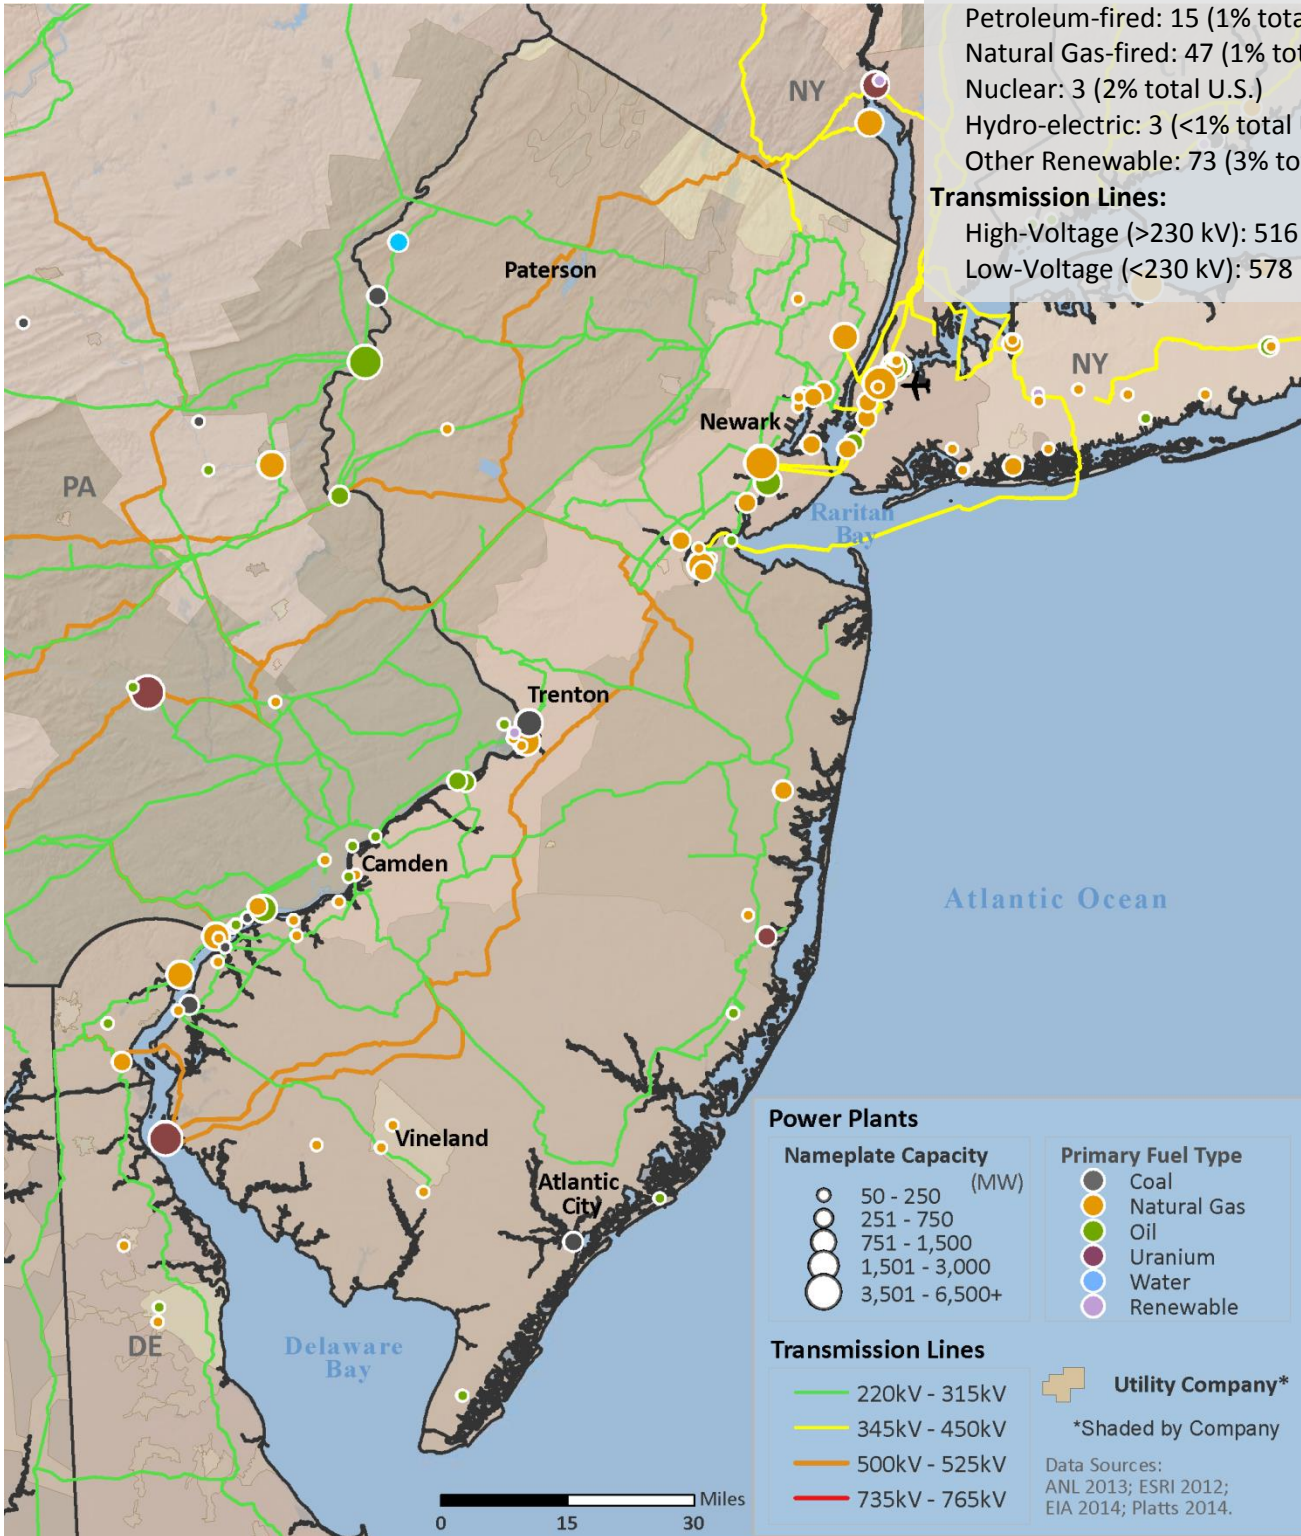 Petroleum-fired: 15 (1% tota
Natural Gas-fired: 47 (1% tot
Nuclear: 3 (2% total U.S.)
Hydro-electric: 3 (<1% total
Other Renewable: 73 (3% to
Transmission Lines:
High-Voltage (>230 kV): 516
Low-Voltage (<230 kV): 578
NY
Paterson
NY
Newark
PA
Raritan
Bay
Trenton
Camden
Atlantic Ocean
Vineland
Atlantic
City
DE
Delaware
Bay
Power Plants
Nameplate Capacity
(MW)
50 - 250
251 - 750
751 - 1,500
1,501 - 3,000
3,501 - 6,500+
Primary Fuel Type
Coal
Natural Gas
Oil
Uranium
Water
Renewable
Transmission Lines
220kV - 315kV
345kV - 450kV
500kV - 525kV
735kV - 765kV
Utility Company*
*Shaded by Company
Data Sources:
ANL 2013; ESRI 2012;
EIA 2014; Platts 2014.
Miles
0 15 30